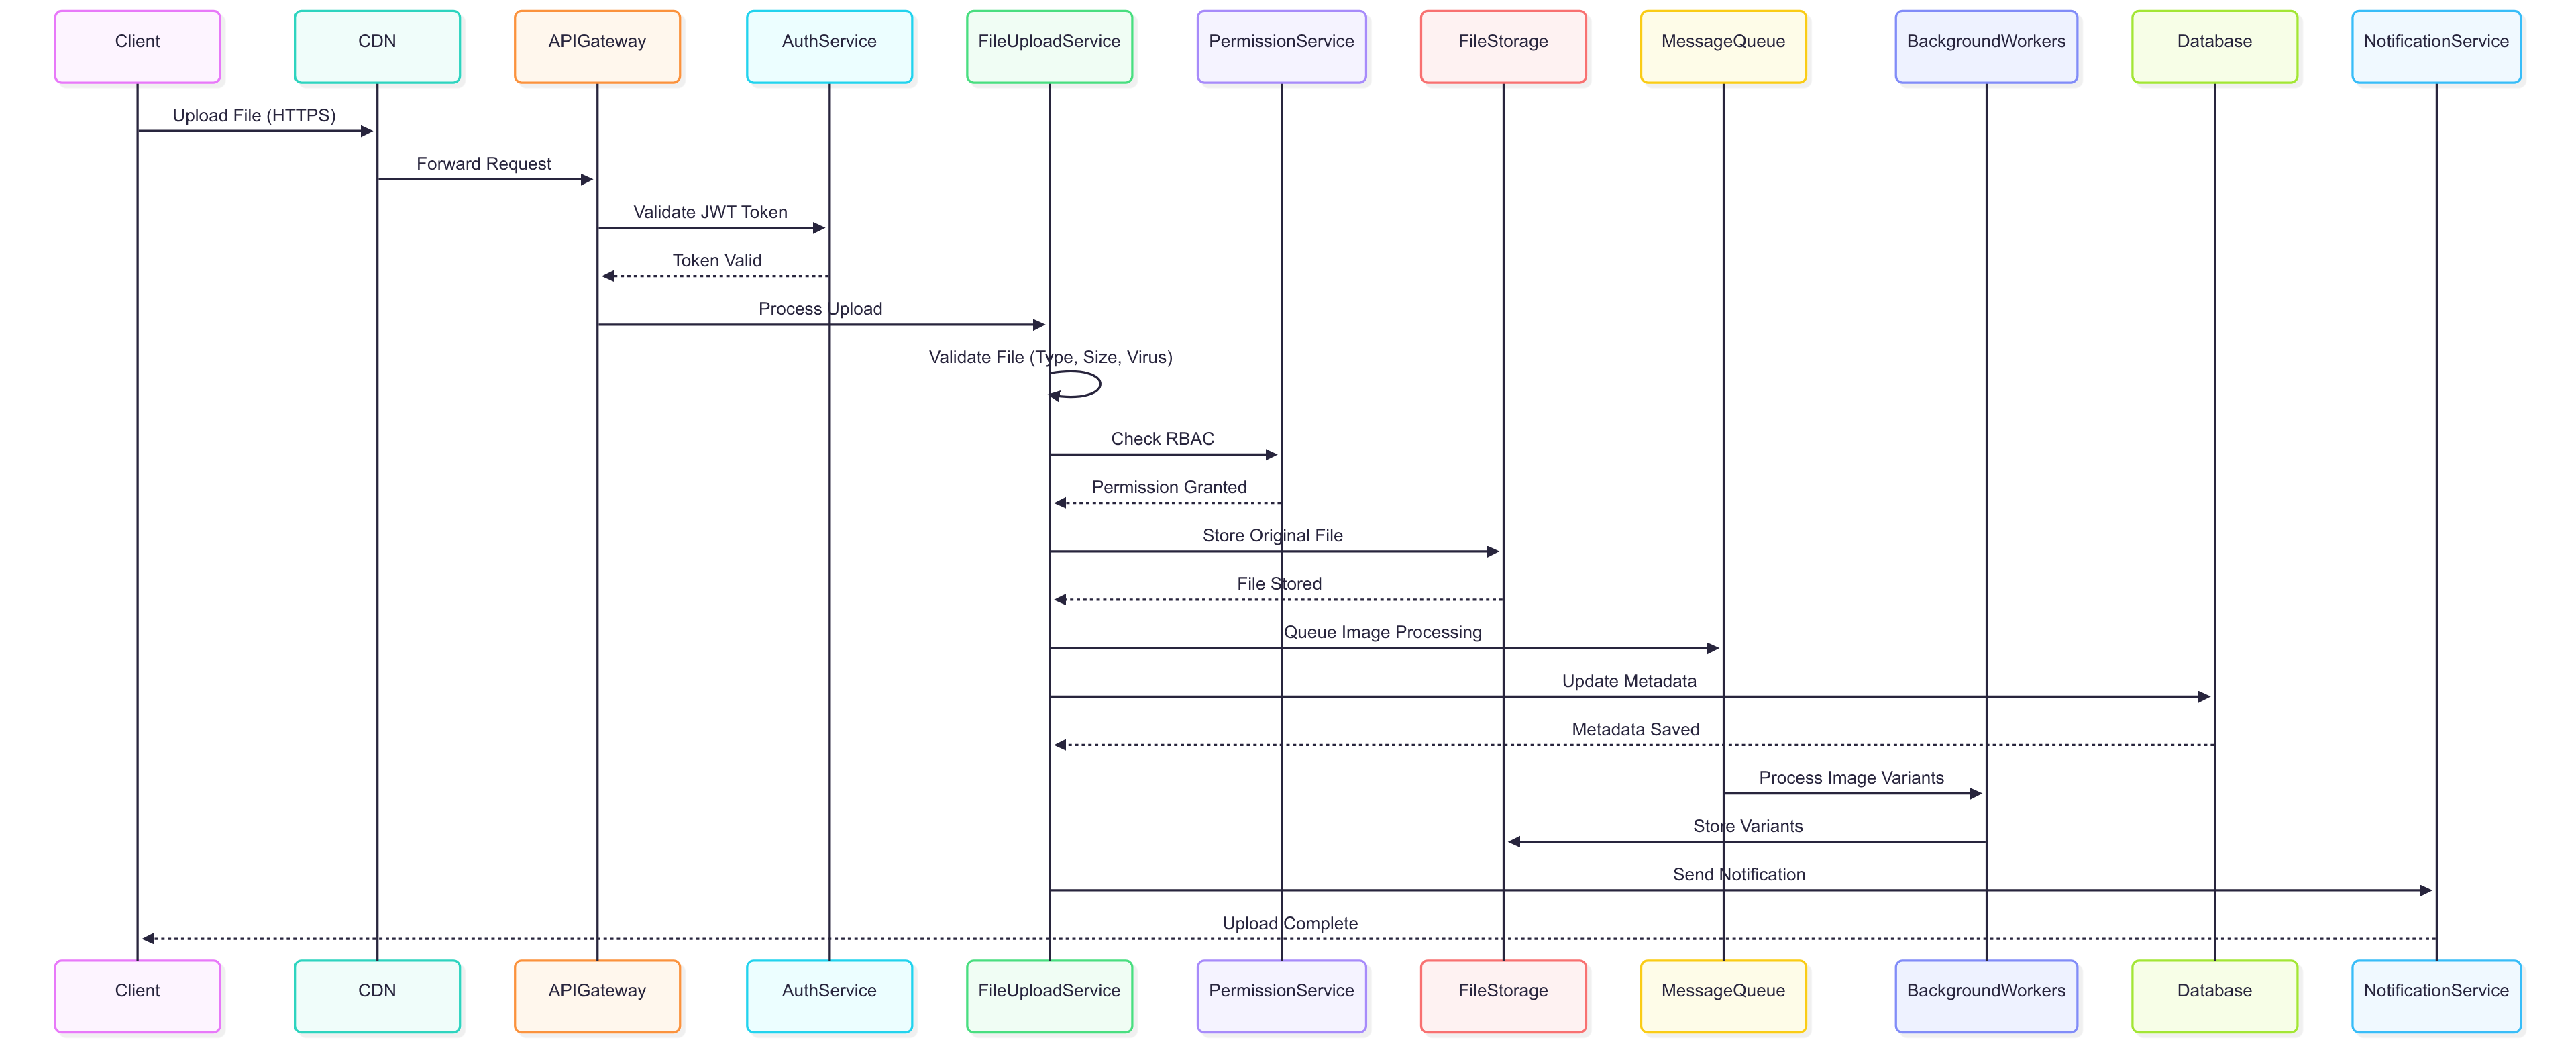 Client
CDN
APIGateway
AuthService
FileUploadService
PermissionService
FileStorage
MessageQueue
BackgroundWorkers
Database
NotificationService
Upload File (HTTPS)
Forward Request
Validate JWT Token
Token Valid
Process Upload
Validate File (Type, Size, Virus)
Check RBAC
Permission Granted
Store Original File
File Stored
Queue Image Processing
Update Metadata
Metadata Saved
Process Image Variants
Store Variants
Send Notification
Upload Complete
Client
CDN
APIGateway
AuthService
FileUploadService
PermissionService
FileStorage
MessageQueue
BackgroundWorkers
Database
NotificationService